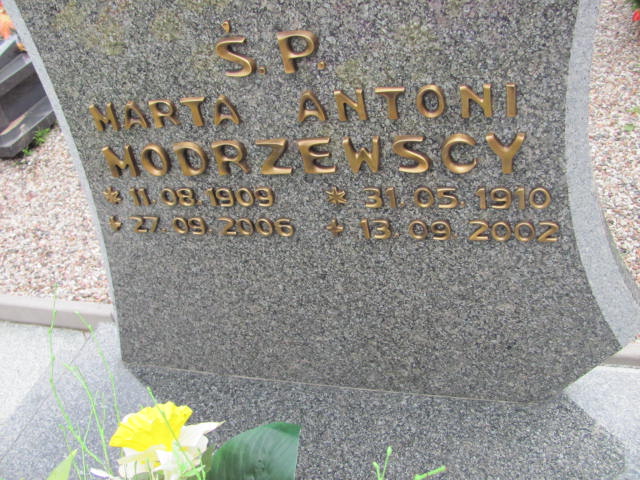 Ś.P.
MARTA ANTONI
MODRZEWSCY
* 11.08.1909 * 31.05.1910
+ 27.09.2006 + 13.09.2002